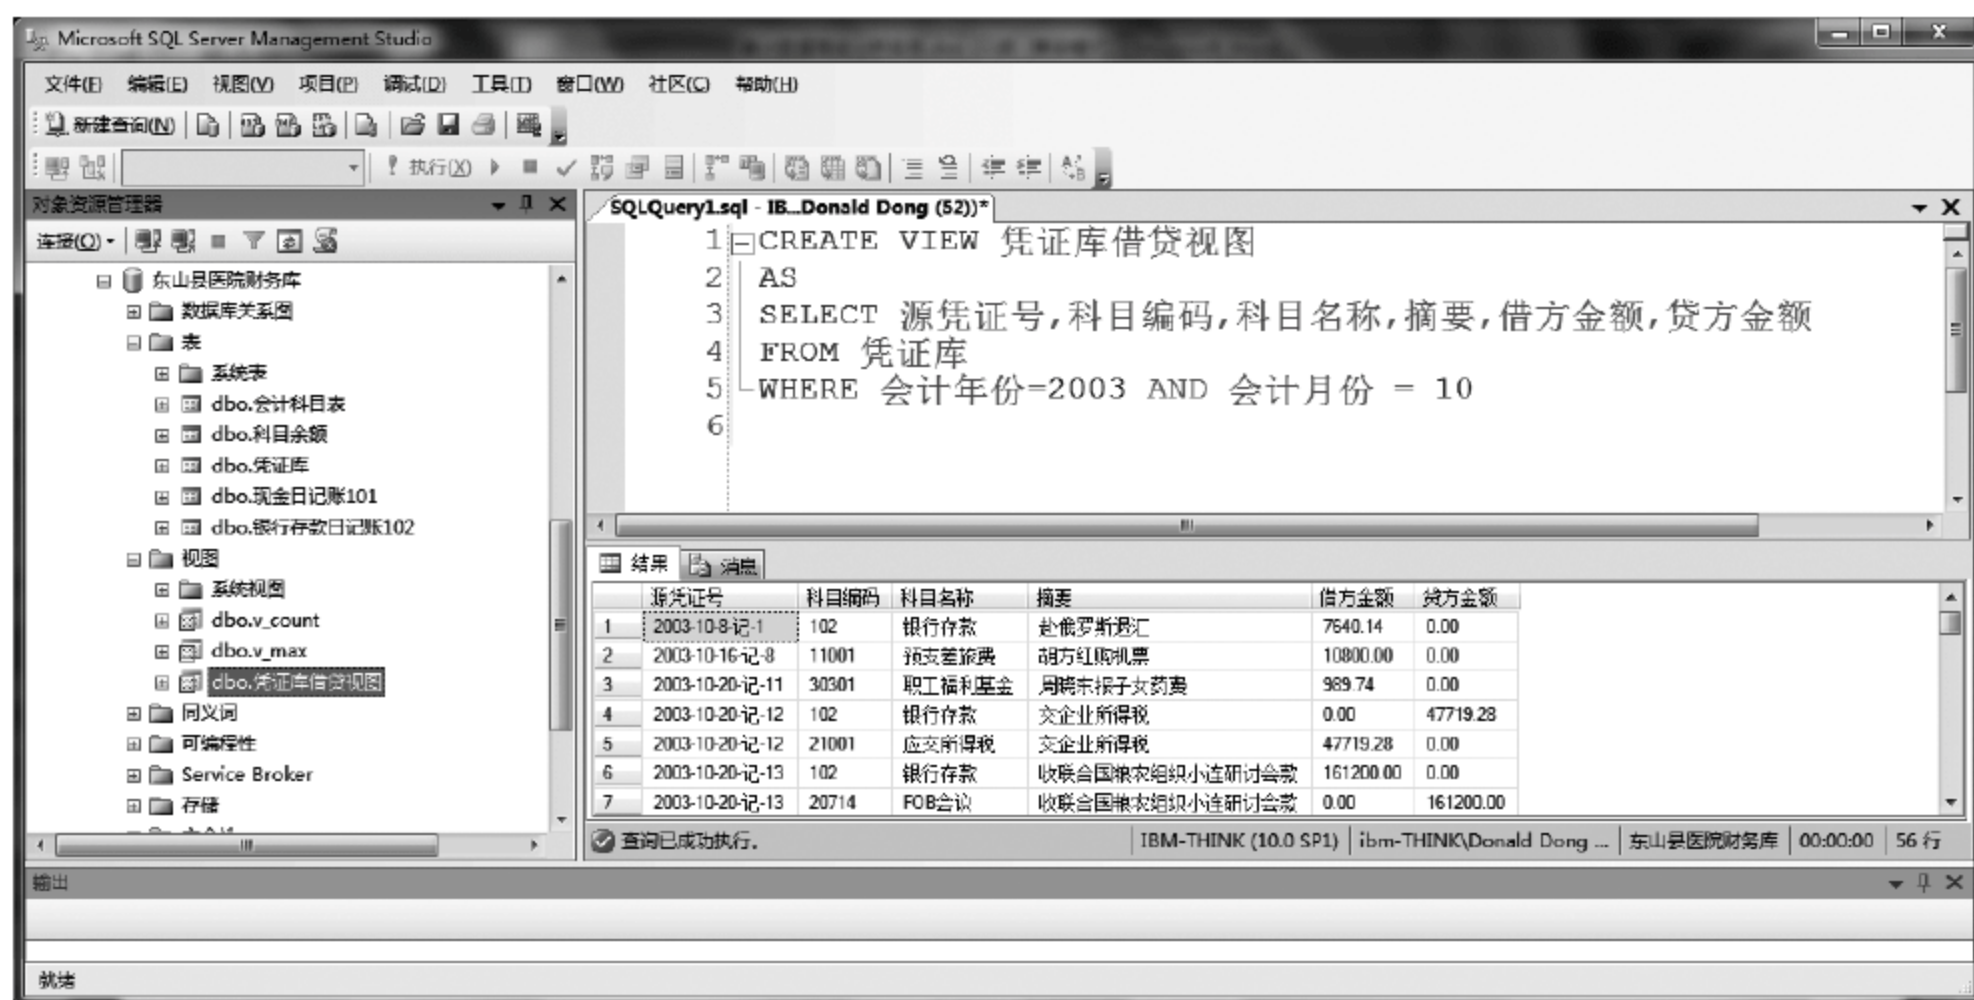 Microsoft SQL Server Management Studio
文件(F) 编辑(E) 视图(V) 项目(P) 调试(D) 工具(T) 窗口(W) 社区(C) 帮助(H)
新建查询(N)
执行(X)
对象资源管理器
连接(O)
东山县医院财务库
数据库关系图
表
系统表
dbo.会计科目表
dbo.科目余额
dbo.凭证库
dbo.现金日记账101
dbo.银行存款日记账102
视图
系统视图
dbo.v_count
dbo.v_max
dbo.凭证库借贷视图
同义词
可编程性
Service Broker
存储
SQLQuery1.sql - IB...Donald Dong (52))*
1 CREATE VIEW 凭证库借贷视图
2 AS
3 SELECT 源凭证号,科目编码,科目名称,摘要,借方金额,贷方金额
4 FROM 凭证库
5 WHERE 会计年份=2003 AND 会计月份 = 10
6
结果 消息
源凭证号 科目编码 科目名称 摘要 借方金额 贷方金额
1 2003-10-8-记-1 102 银行存款 赴俄罗斯退汇 7640.14 0.00
2 2003-10-16-记-8 11001 预支差旅费 胡方红购机票 10800.00 0.00
3 2003-10-20-记-11 30301 职工福利基金 周晓东报子女药费 989.74 0.00
4 2003-10-20-记-12 102 银行存款 交企业所得税 0.00 47719.28
5 2003-10-20-记-12 21001 应交所得税 交企业所得税 47719.28 0.00
6 2003-10-20-记-13 102 银行存款 收联合国粮农组织小连研讨会款 161200.00 0.00
7 2003-10-20-记-13 20714 FOB会议 收联合国粮农组织小连研讨会款 0.00 161200.00
查询已成功执行。 IBM-THINK (10.0 SP1) ibm-THINK\Donald Dong ... 东山县医院财务库 00:00:00 56 行
输出
就绪